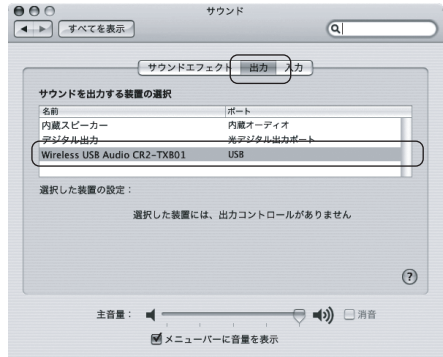 サウンド
すべてを表示
サウンドエフェクト 出力 入力
サウンドを出力する装置の選択
名前 ポート
内蔵スピーカー 内蔵オーディオ
デジタル出力 光デジタル出力ポート
Wireless USB Audio CR2-TXB01 USB
選択した装置の設定：
選択した装置には、出力コントロールがありません
?
主音量： 消音
メニューバーに音量を表示